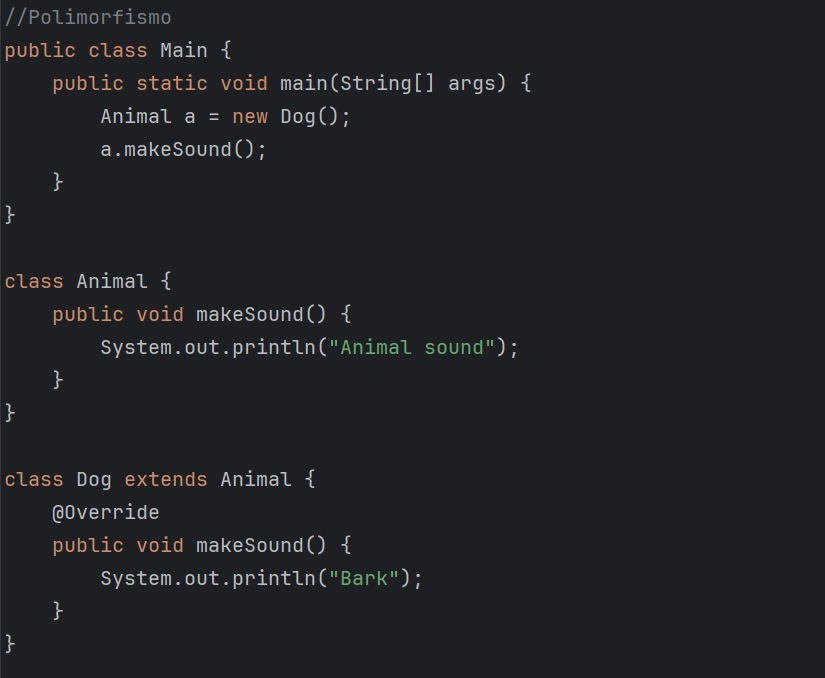 //Polimorfismo
public class Main {
    public static void main(String[] args) {
        Animal a = new Dog();
        a.makeSound();
    }
}

class Animal {
    public void makeSound() {
        System.out.println("Animal sound");
    }
}

class Dog extends Animal {
    @Override
    public void makeSound() {
        System.out.println("Bark");
    }
}